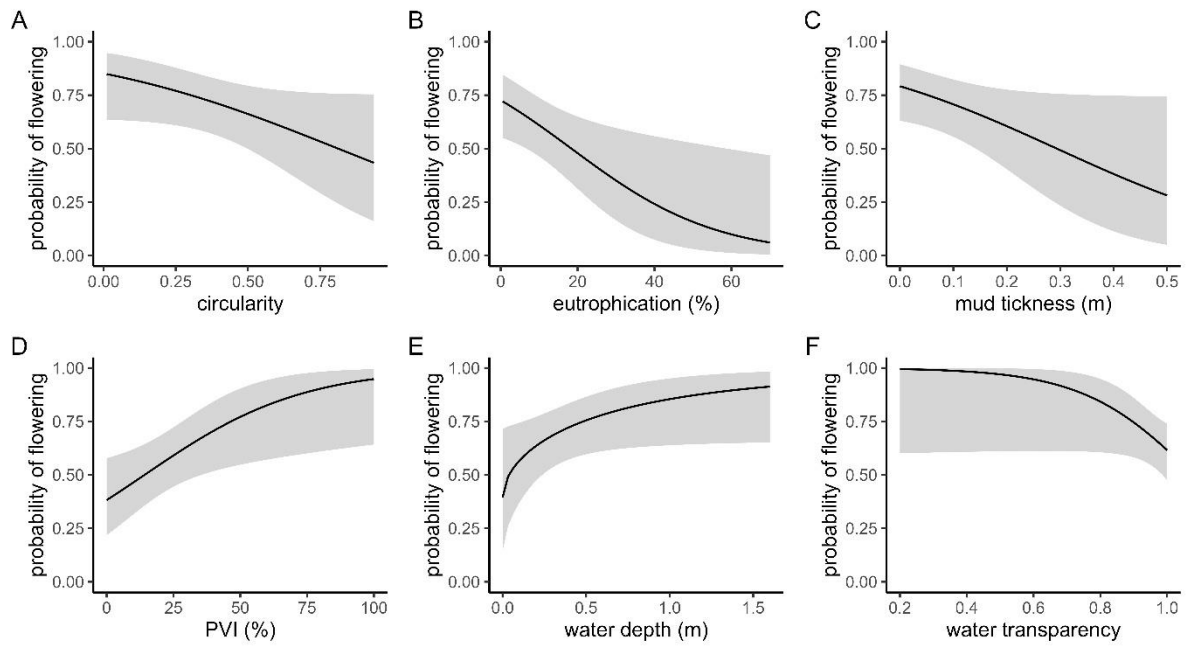 A
probability of flowering
1.00
0.75
0.50
0.25
0.00
0.00 0.25 0.50 0.75
circularity
B
probability of flowering
1.00
0.75
0.50
0.25
0.00
0 20 40 60
eutrophication (%)
C
probability of flowering
1.00
0.75
0.50
0.25
0.00
0.0 0.1 0.2 0.3 0.4 0.5
mud tickness (m)
D
probability of flowering
1.00
0.75
0.50
0.25
0.00
0 25 50 75 100
PVI (%)
E
probability of flowering
1.00
0.75
0.50
0.25
0.00
0.0 0.5 1.0 1.5
water depth (m)
F
probability of flowering
1.00
0.75
0.50
0.25
0.00
0.2 0.4 0.6 0.8 1.0
water transparency